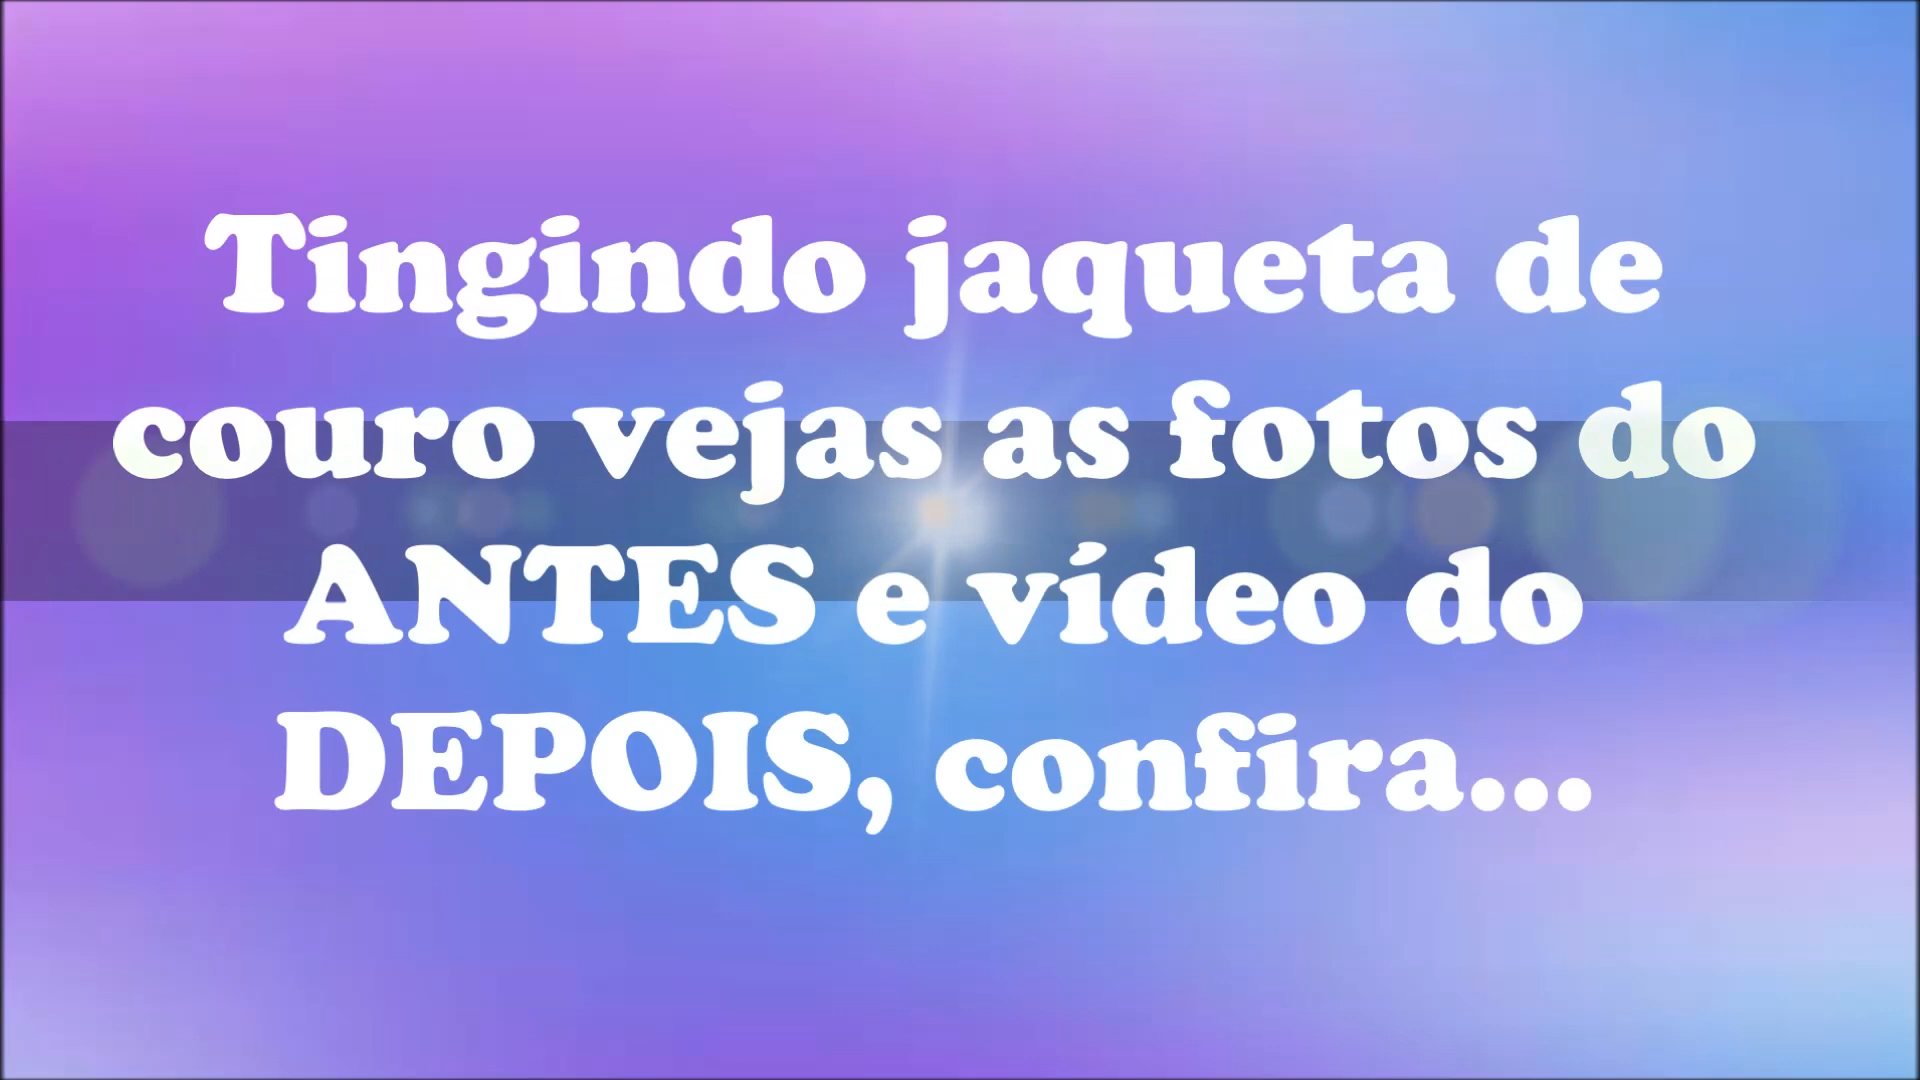 Tingindo jaqueta de
couro vejas as fotos do
ANTES e vídeo do
DEPOIS, confira...